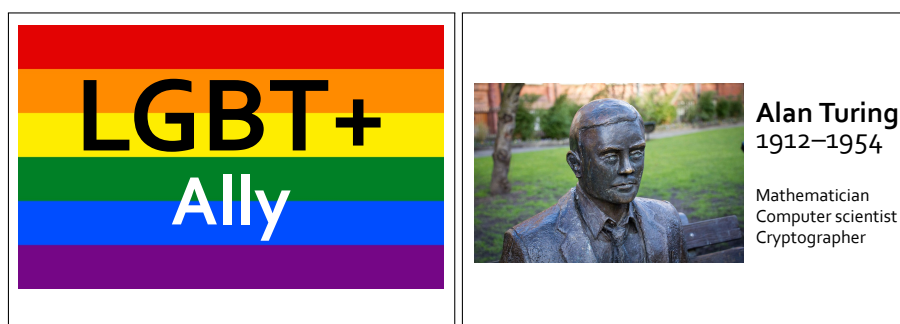 LGBT+
Ally
Alan Turing
1912–1954
Mathematician
Computer scientist
Cryptographer